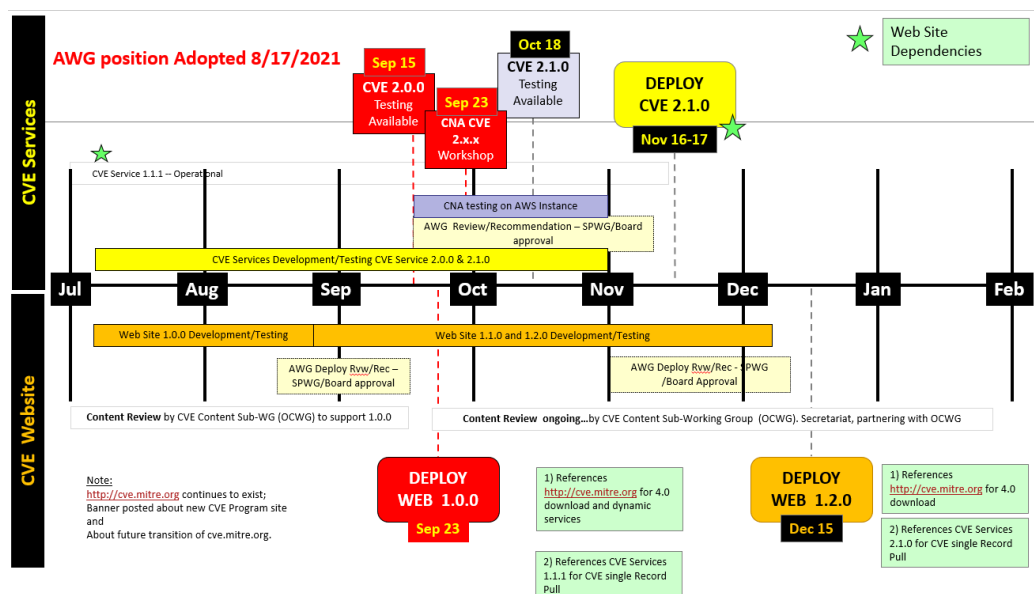 AWG position Adopted 8/17/2021
Sep 15
CVE 2.0.0
Testing
Available
Sep 23
CNA CVE
2.x.x
Workshop
Oct 18
CVE 2.1.0
Testing
Available
DEPLOY
CVE 2.1.0
Nov 16-17
Web Site
Dependencies
CVE Services
CVE Service 1.1.1 -- Operational
CNA testing on AWS Instance
AWG Review/Recommendation – SPWG/Board
approval
CVE Services Development/Testing CVE Service 2.0.0 & 2.1.0
Jul
Aug
Sep
Oct
Nov
Dec
Jan
Feb
CVE Website
Web Site 1.0.0 Development/Testing
Web Site 1.1.0 and 1.2.0 Development/Testing
AWG Deploy Rvw/Rec –
SPWG/Board approval
AWG Deploy Rvw/Rec - SPWG
/Board Approval
Content Review by CVE Content Sub-WG (OCWG) to support 1.0.0
Content Review ongoing…by CVE Content Sub-Working Group (OCWG). Secretariat, partnering with OCWG
Note:
http://cve.mitre.org continues to exist;
Banner posted about new CVE Program site
and
About future transition of cve.mitre.org.
DEPLOY
WEB 1.0.0
Sep 23
1) References
http://cve.mitre.org for 4.0
download and dynamic
services
2) References CVE Services
1.1.1 for CVE single Record
Pull
DEPLOY
WEB 1.2.0
Dec 15
1) References
http://cve.mitre.org for 4.0
download
2) References CVE Services
2.1.0 for CVE single Record
Pull